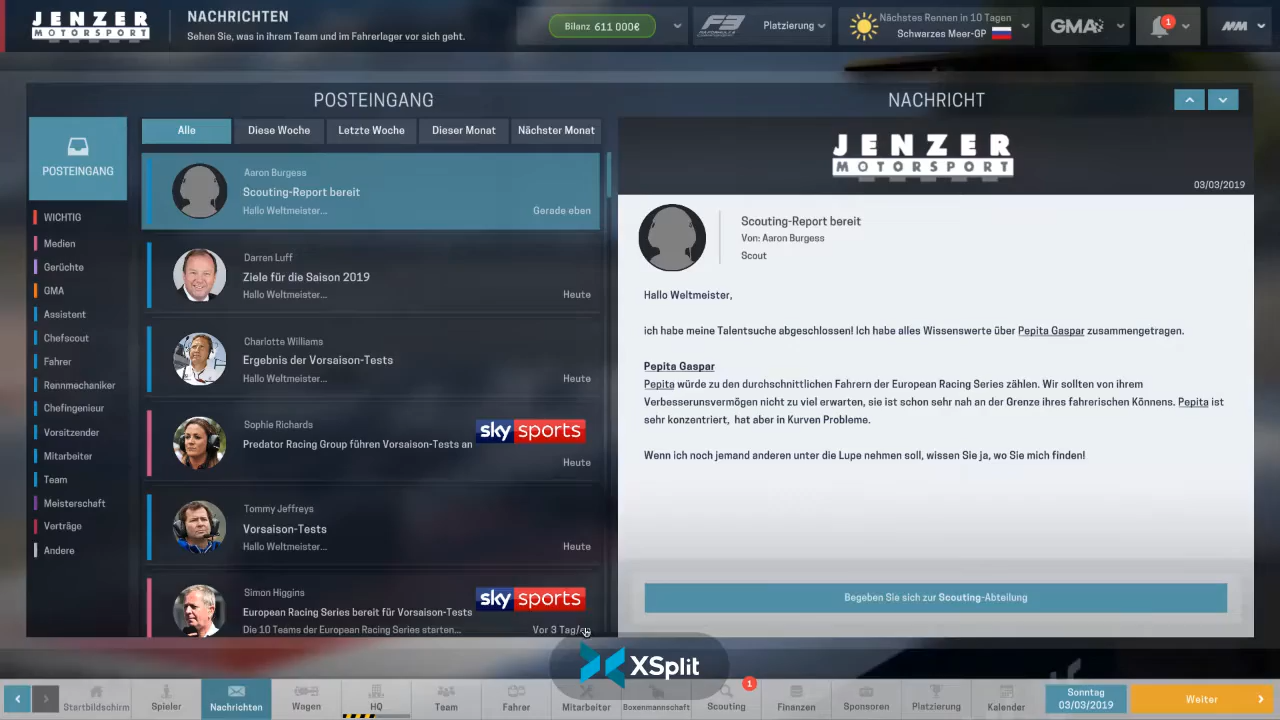 JENZER
MOTORSPORT
NACHRICHTEN
Sehen Sie, was in ihrem Team und im Fahrerlager vor sich geht.
Bilanz 611 000€
F3
Platzierung
Nächstes Rennen in 10 Tagen
Schwarzes Meer-GP
GMA
1
POSTEINGANG
NACHRICHT
POSTEINGANG
WICHTIG
Medien
Gerüchte
GMA
Assistent
Chefscout
Fahrer
Rennmechaniker
Chefingenieur
Vorsitzender
Mitarbeiter
Team
Meisterschaft
Verträge
Andere
Alle
Diese Woche
Letzte Woche
Dieser Monat
Nächster Monat
Aaron Burgess
Scouting-Report bereit
Hallo Weltmeister...
Gerade eben
Darren Luff
Ziele für die Saison 2019
Hallo Weltmeister...
Heute
Charlotte Williams
Ergebnis der Vorsaison-Tests
Hallo Weltmeister...
Heute
Sophie Richards
sky sports
Predator Racing Group führen Vorsaison-Tests an
Heute
Tommy Jeffreys
Vorsaison-Tests
Hallo Weltmeister...
Heute
Simon Higgins
sky sports
European Racing Series bereit für Vorsaison-Tests
Die 10 Teams der European Racing Series starten...
Vor 3 Tag/en
JENZER
MOTORSPORT
03/03/2019
Scouting-Report bereit
Von: Aaron Burgess
Scout
Hallo Weltmeister,
ich habe meine Talentsuche abgeschlossen! Ich habe alles Wissenswerte über Pepita Gaspar zusammengetragen.
Pepita Gaspar
Pepita würde zu den durchschnittlichen Fahrern der European Racing Series zählen. Wir sollten von ihrem
Verbesserunsvermögen nicht zu viel erwarten, sie ist schon sehr nah an der Grenze ihres fahrerischen Könnens. Pepita ist
sehr konzentriert, hat aber in Kurven Probleme.
Wenn ich noch jemand anderen unter die Lupe nehmen soll, wissen Sie ja, wo Sie mich finden!
Begeben Sie sich zur Scouting-Abteilung
XSplit
Startbildschirm
Spieler
Nachrichten
Wagen
HQ
Team
Fahrer
Mitarbeiter
Boxenmannschaft
Scouting
1
Finanzen
Sponsoren
Platzierung
Kalender
Sonntag
03/03/2019
Weiter